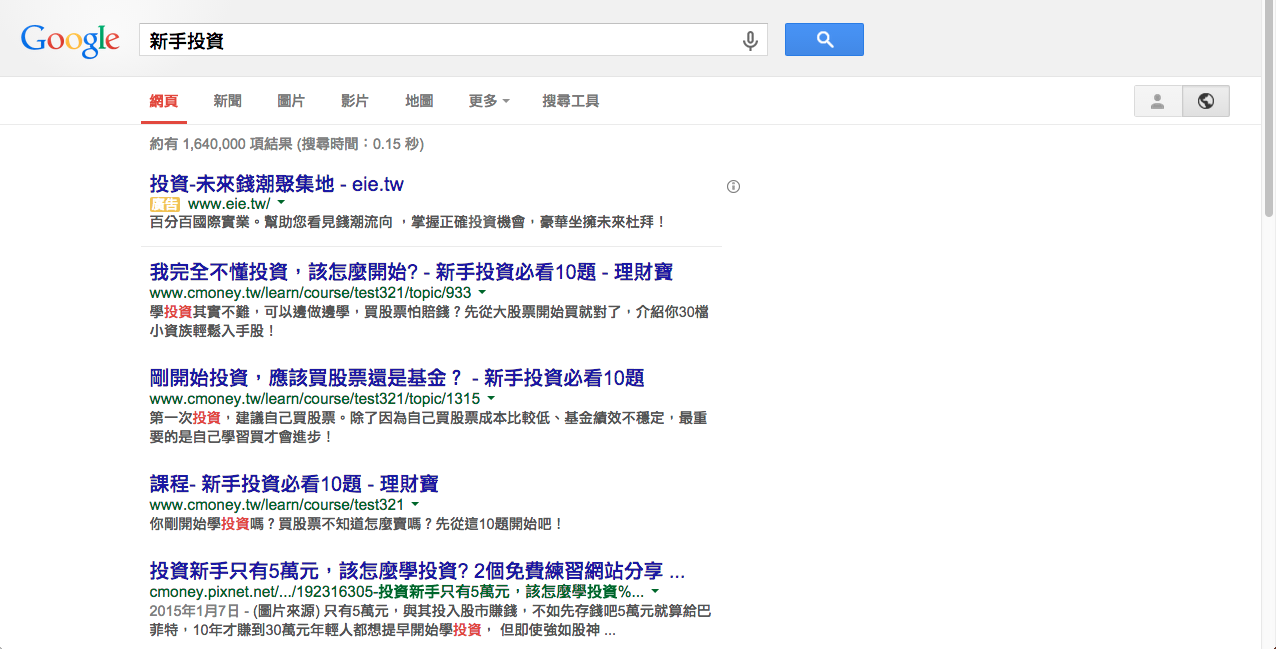 Google 新手投資
網頁 新聞 圖片 影片 地圖 更多 搜尋工具
約有 1,640,000 項結果 (搜尋時間：0.15 秒)
投資-未來錢潮聚集地 - eie.tw
廣告 www.eie.tw/
百分百國際實業。幫助您看見錢潮流向 ，掌握正確投資機會，豪華坐擁未來杜拜！
我完全不懂投資，該怎麼開始? - 新手投資必看10題 - 理財寶
www.cmoney.tw/learn/course/test321/topic/933
學投資其實不難，可以邊做邊學，買股票怕賠錢？先從大股票開始買就對了，介紹你30檔
小資族輕鬆入手股！
剛開始投資，應該買股票還是基金？ - 新手投資必看10題
www.cmoney.tw/learn/course/test321/topic/1315
第一次投資，建議自己買股票。除了因為自己買股票成本比較低、基金績效不穩定，最重
要的是自己學習買才會進步！
課程- 新手投資必看10題 - 理財寶
www.cmoney.tw/learn/course/test321
你剛開始學投資嗎？買股票不知道怎麼賣嗎？先從這10題開始吧！
投資新手只有5萬元，該怎麼學投資? 2個免費練習網站分享 ...
cmoney.pixnet.net/.../192316305-投資新手只有5萬元，該怎麼學投資%...
2015年1月7日 - (圖片來源) 只有5萬元，與其投入股市賺錢，不如先存錢吧5萬元就算給巴
菲特，10年才賺到30萬元年輕人都想提早開始學投資， 但即使強如股神 ...